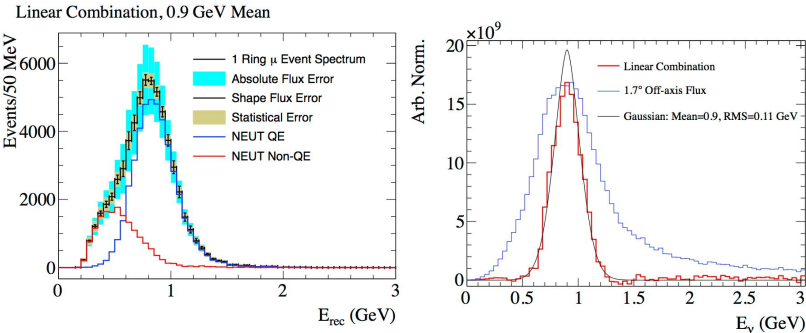 Linear Combination, 0.9 GeV Mean
Events/50 MeV
6000
4000
2000
0
1 Ring μ Event Spectrum
Absolute Flux Error
Shape Flux Error
Statistical Error
NEUT QE
NEUT Non-QE
0 1 2 3
E_rec (GeV)
×10⁹
Arb. Norm.
20
15
10
5
0
Linear Combination
1.7° Off-axis Flux
Gaussian: Mean=0.9, RMS=0.11 GeV
0 0.5 1 1.5 2 2.5 3
E_ν (GeV)